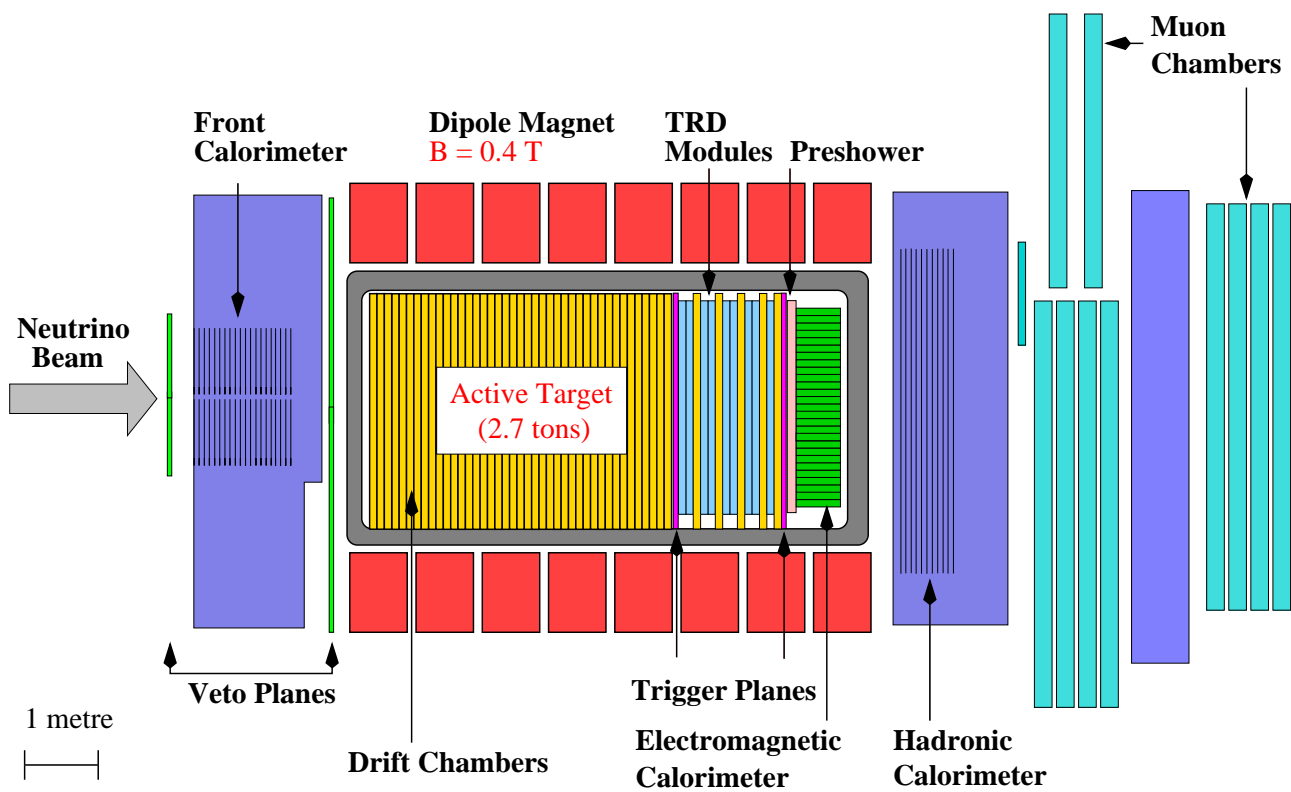 Muon
Chambers
Front
Calorimeter
Dipole Magnet
B = 0.4 T
TRD
Modules
Preshower
Neutrino
Beam
Active Target
(2.7 tons)
Veto Planes
Trigger Planes
1 metre
Drift Chambers
Electromagnetic
Calorimeter
Hadronic
Calorimeter